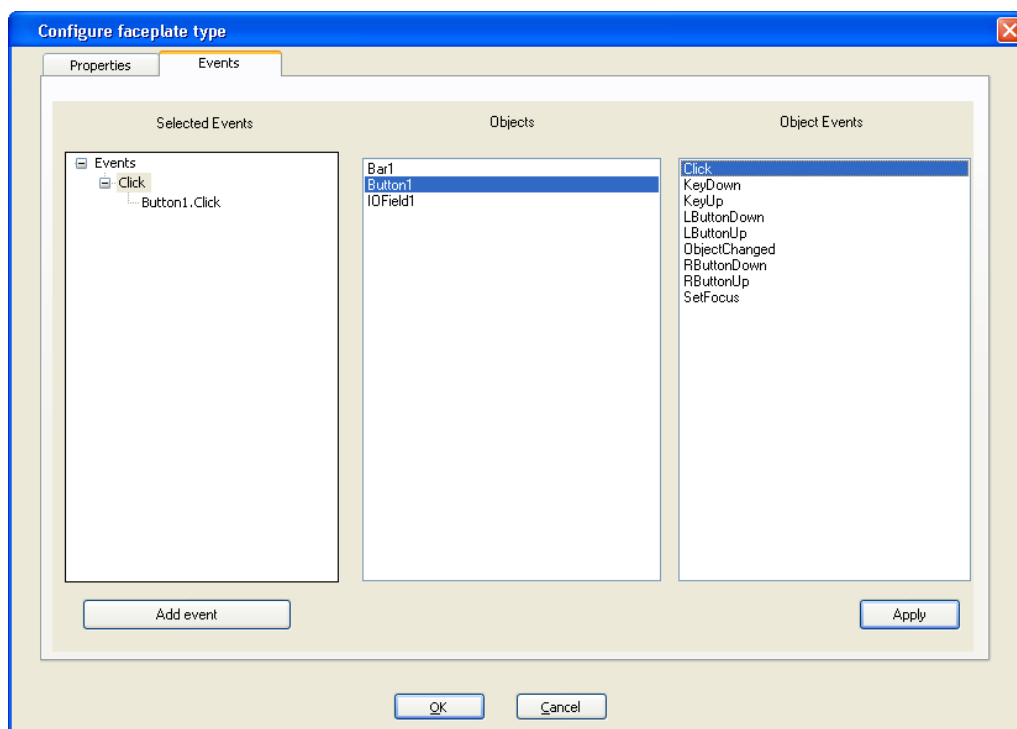 Configure faceplate type
Properties
Events
Selected Events
Objects
Object Events
Events
Click
Button1.Click
Bar1
Button1
IOField1
Click
KeyDown
KeyUp
LButtonDown
LButtonUp
ObjectChanged
RButtonDown
RButtonUp
SetFocus
Add event
Apply
OK
Cancel